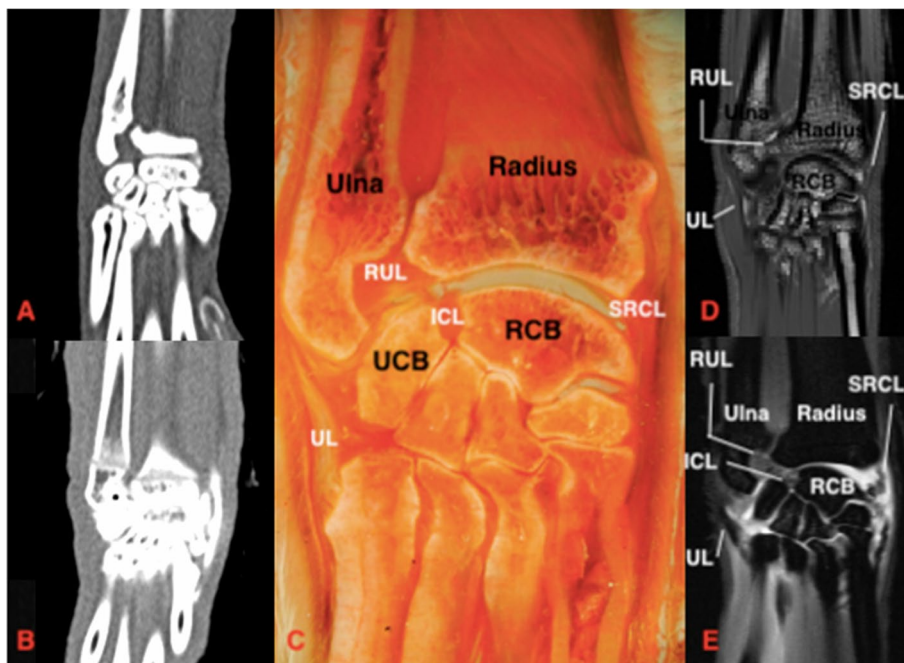 A
B
Ulna
Radius
RUL
ICL
RCB
SRCL
UCB
UL
C
RUL
SRCL
Ulna
Radius
RCB
UL
D
RUL
SRCL
Ulna
Radius
ICL
RCB
UL
E